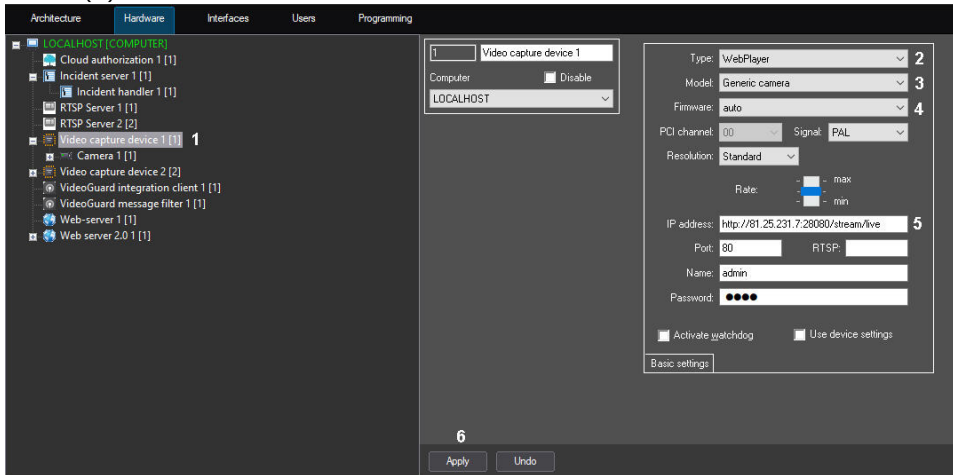 Architecture Hardware Interfaces Users Programming
LOCALHOST [COMPUTER]
Cloud authorization 1 [1]
Incident server 1 [1]
Incident handler 1 [1]
RTSP Server 1 [1]
RTSP Server 2 [2]
Video capture device 1 [1] 1
Camera 1 [1]
Video capture device 2 [2]
VideoGuard integration client 1 [1]
VideoGuard message filter 1 [1]
Web-server 1 [1]
Web server 2.0 1 [1]
1 Video capture device 1
Computer Disable
LOCALHOST
Type: WebPlayer 2
Model: Generic camera 3
Firmware: auto 4
PCI channel: 00 Signal: PAL
Resolution: Standard
max
Rate:
min
IP address: http://81.25.231.7:28080/stream/live 5
Port: 80 RTSP:
Name: admin
Password: ●●●●
Activate watchdog Use device settings
Basic settings
6
Apply Undo